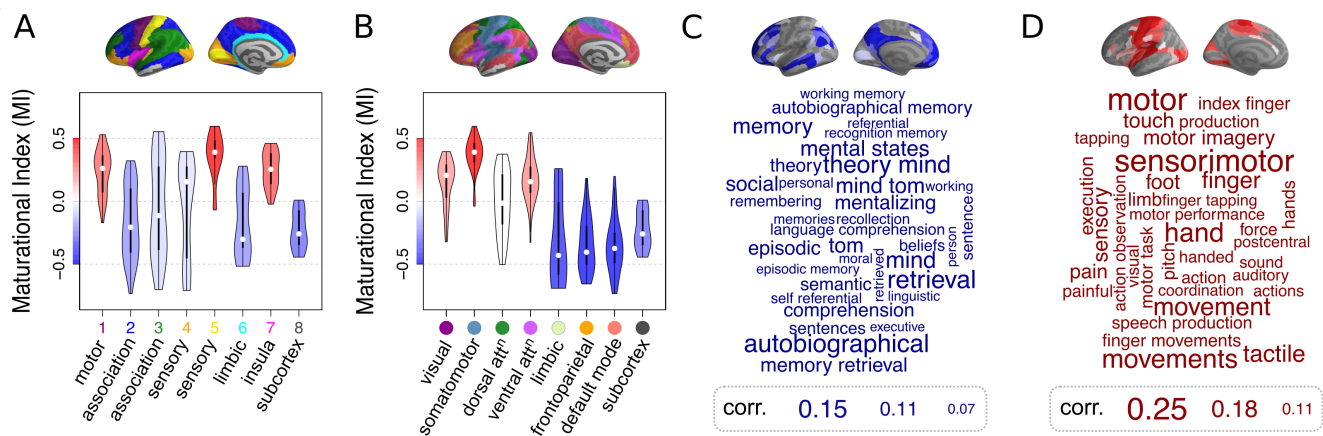 A
B
C
D
Maturational Index (MI)
0.5
0.0
−0.5
1
2
3
4
5
6
7
8
motor
association
association
sensory
sensory
limbic
insula
subcortex
Maturational Index (MI)
0.5
0.0
−0.5
visual
somatomotor
dorsal attⁿ
ventral attⁿ
limbic
frontoparietal
default mode
subcortex
working memory
autobiographical memory
memory
referential
recognition memory
mental states
theory
theory mind
social
personal
mind tom
working
remembering
mentalizing
memories
recollection
language comprehension
sentence
episodic
tom
beliefs
person
moral
mind
episodic memory
retrieved
retrieval
semantic
self referential
linguistic
comprehension
sentences
executive
autobiographical
memory retrieval
corr.
0.15
0.11
0.07
motor
index finger
touch
production
tapping
motor imagery
sensorimotor
execution
foot
finger
hands
sensory
limb
finger tapping
action observation
motor performance
hand
force
postcentral
visual
motor task
pitch
handed
sound
pain
action
auditory
painful
coordination
actions
movement
speech production
finger movements
movements
tactile
corr.
0.25
0.18
0.11